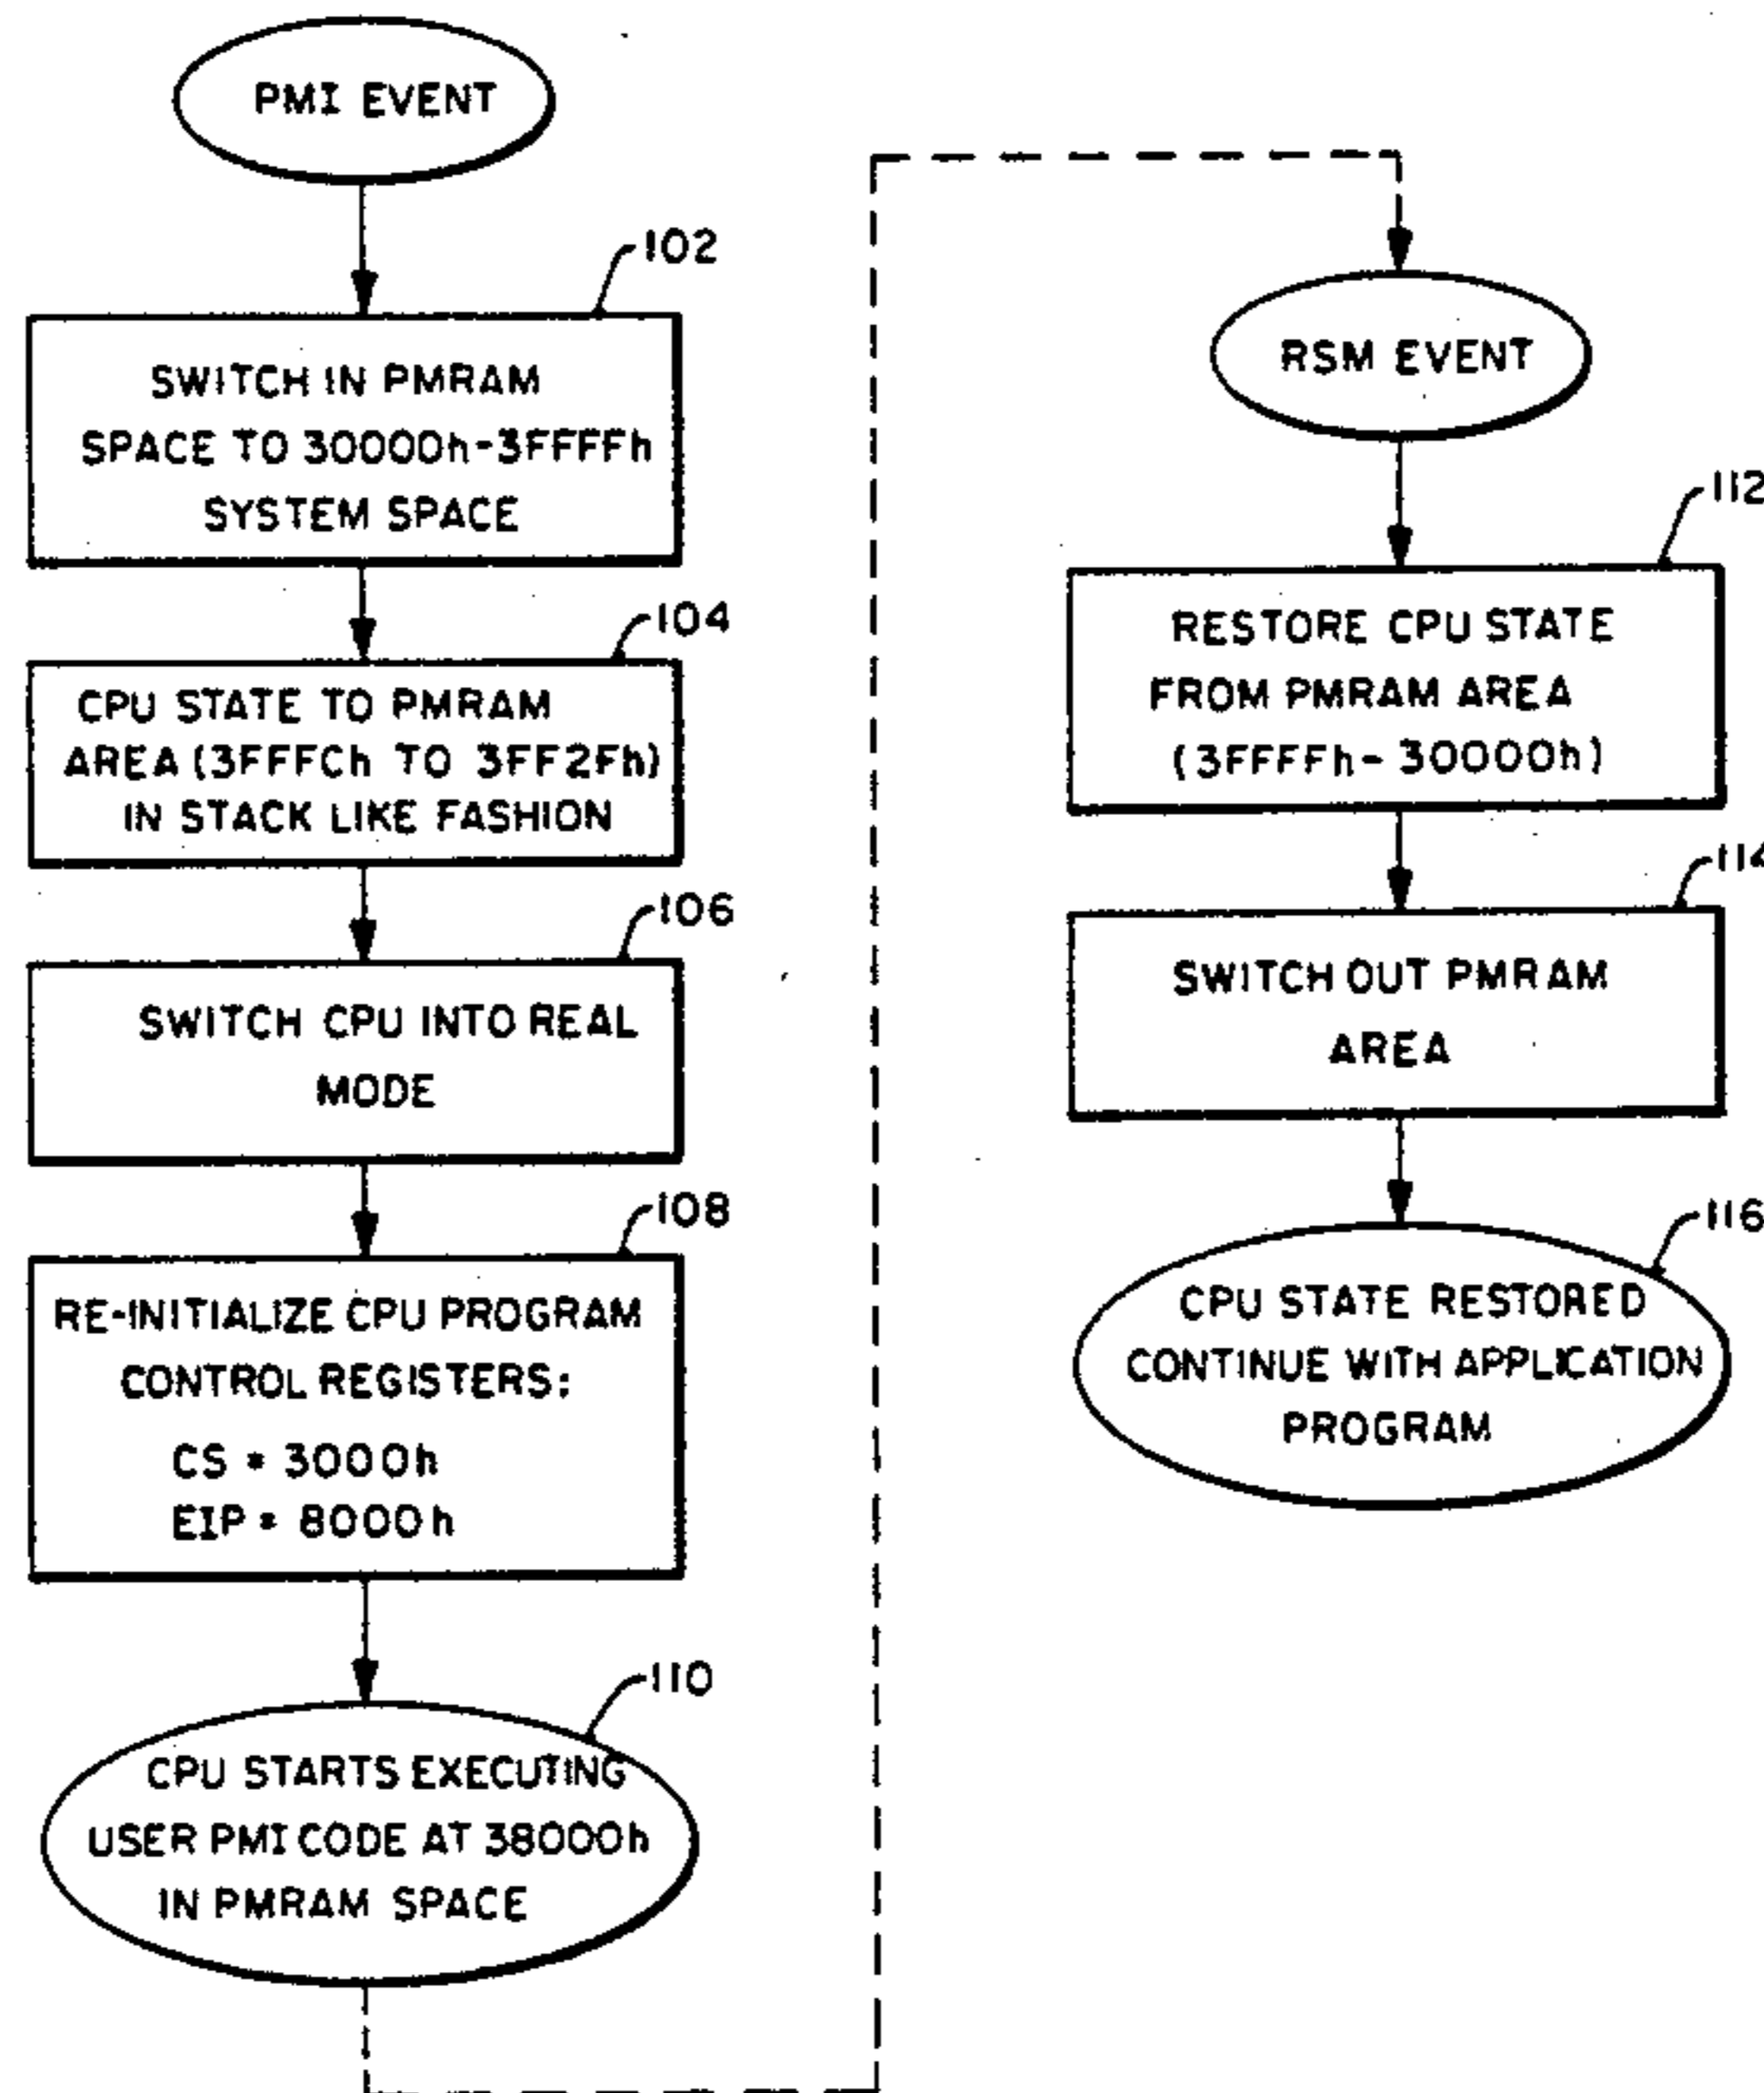 PMI EVENT
102
SWITCH IN PMRAM
SPACE TO 30000h-3FFFFh
SYSTEM SPACE
104
CPU STATE TO PMRAM
AREA (3FFFCh TO 3FF2Fh)
IN STACK LIKE FASHION
106
SWITCH CPU INTO REAL
MODE
108
RE-INITIALIZE CPU PROGRAM
CONTROL REGISTERS:
CS = 3000h
EIP = 8000h
110
CPU STARTS EXECUTING
USER PMI CODE AT 38000h
IN PMRAM SPACE
RSM EVENT
112
RESTORE CPU STATE
FROM PMRAM AREA
(3FFFFh- 30000h)
114
SWITCH OUT PMRAM
AREA
116
CPU STATE RESTORED
CONTINUE WITH APPLICATION
PROGRAM